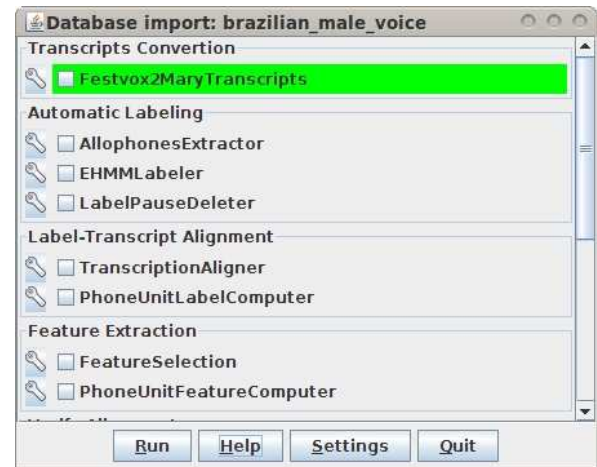 Database import: brazilian_male_voice
Transcripts Convertion
Festvox2MaryTranscripts
Automatic Labeling
AllophonesExtractor
EHMMLabeler
LabelPauseDeleter
Label-Transcript Alignment
TranscriptionAligner
PhoneUnitLabelComputer
Feature Extraction
FeatureSelection
PhoneUnitFeatureComputer
Run Help Settings Quit